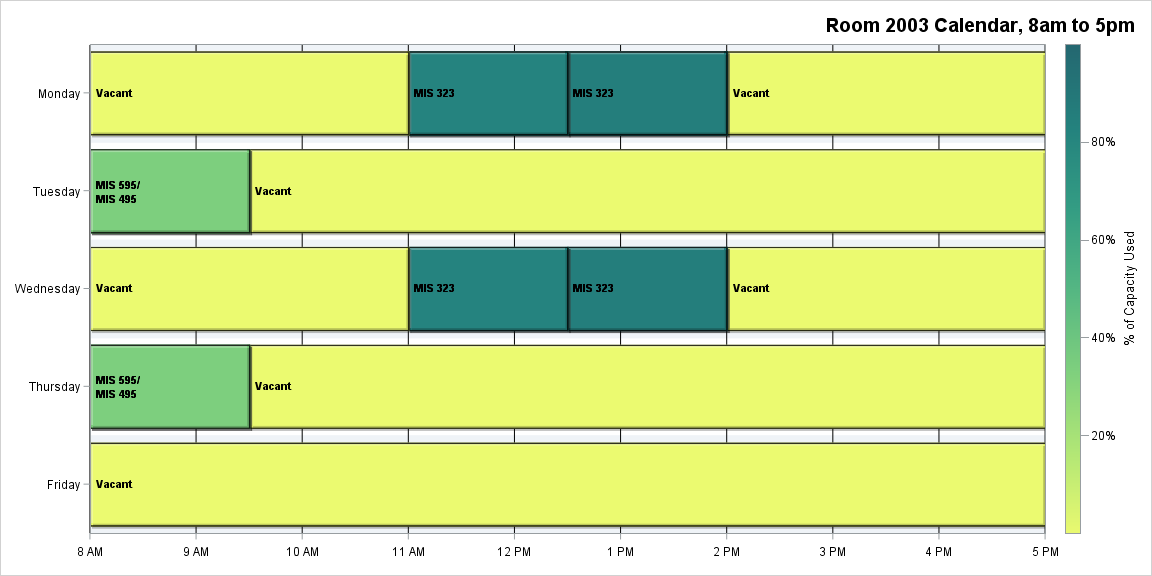 Room 2003 Calendar, 8am to 5pm
Monday
Vacant
MIS 323
MIS 323
Vacant
Tuesday
MIS 595/
MIS 495
Vacant
Wednesday
Vacant
MIS 323
MIS 323
Vacant
Thursday
MIS 595/
MIS 495
Vacant
Friday
Vacant
8 AM
9 AM
10 AM
11 AM
12 PM
1 PM
2 PM
3 PM
4 PM
5 PM
80%
60%
40%
20%
% of Capacity Used